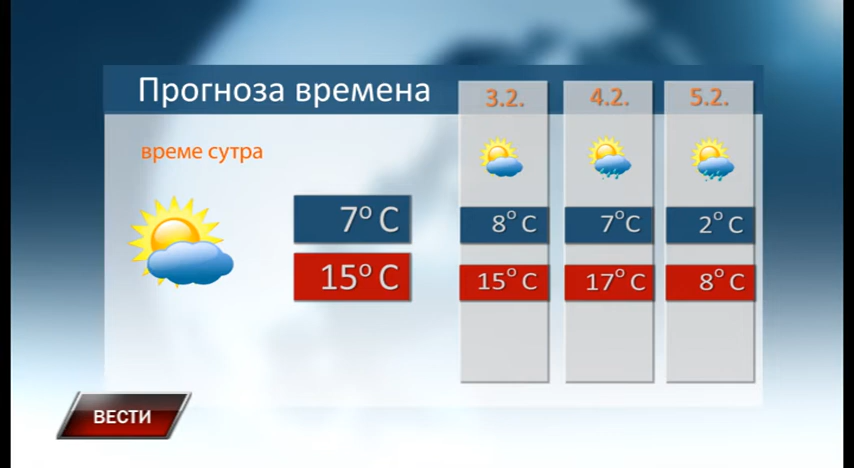 Прогноза времена
време сутра
7° C
15° C
3.2.
8° C
15° C
4.2.
7°C
17° C
5.2.
2° C
8° C
ВЕСТИ